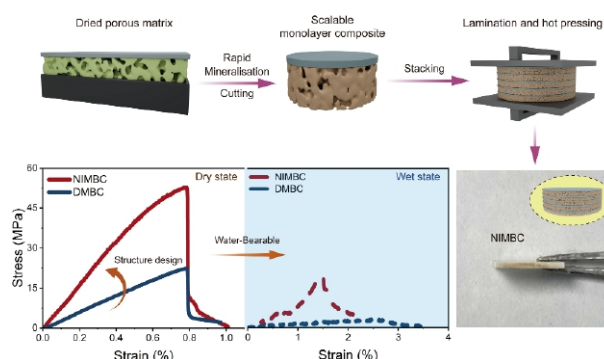 Dried porous matrix
Scalable
monolayer composite
Lamination and hot pressing
Rapid
Mineralisation
Cutting
Stacking
60
45
30
15
0
Stress (MPa)
NIMBC
DMBC
Dry state
Structure design
0.0 0.2 0.4 0.6 0.8 1.0
Strain (%)
NIMBC
DMBC
Wet state
Water-Bearable
0 1 2 3 4
Strain (%)
NIMBC